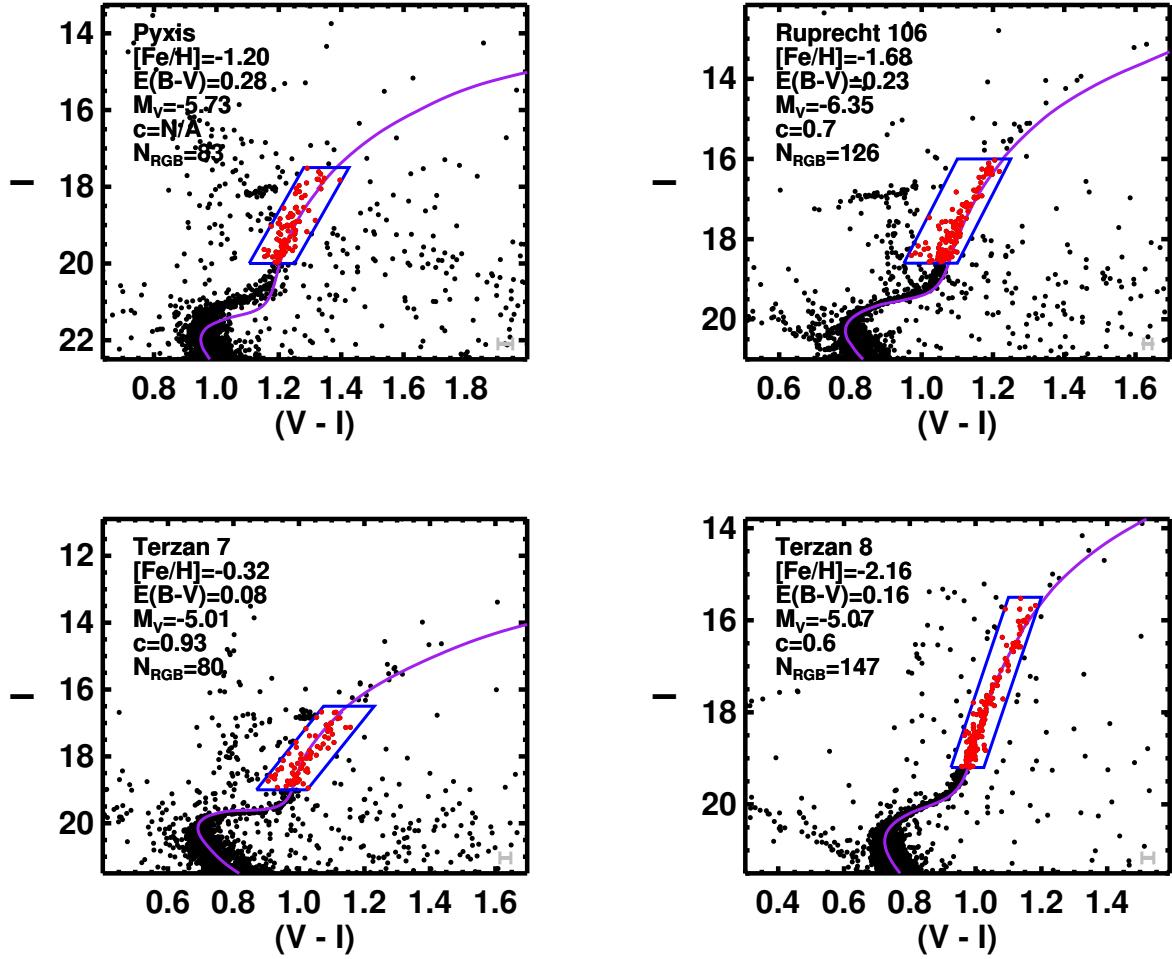 Pyxis
[Fe/H]=-1.20
E(B-V)=0.28
M_V=-5.73
c=N/A
N_RGB=83
14
16
18
20
22
I
0.8 1.0 1.2 1.4 1.6 1.8
(V - I)
Ruprecht 106
[Fe/H]=-1.68
E(B-V)=0.23
M_V=-6.35
c=0.7
N_RGB=126
14
16
18
20
I
0.6 0.8 1.0 1.2 1.4 1.6
(V - I)
Terzan 7
[Fe/H]=-0.32
E(B-V)=0.08
M_V=-5.01
c=0.93
N_RGB=80
12
14
16
18
20
I
0.6 0.8 1.0 1.2 1.4 1.6
(V - I)
Terzan 8
[Fe/H]=-2.16
E(B-V)=0.16
M_V=-5.07
c=0.6
N_RGB=147
14
16
18
20
I
0.4 0.6 0.8 1.0 1.2 1.4
(V - I)